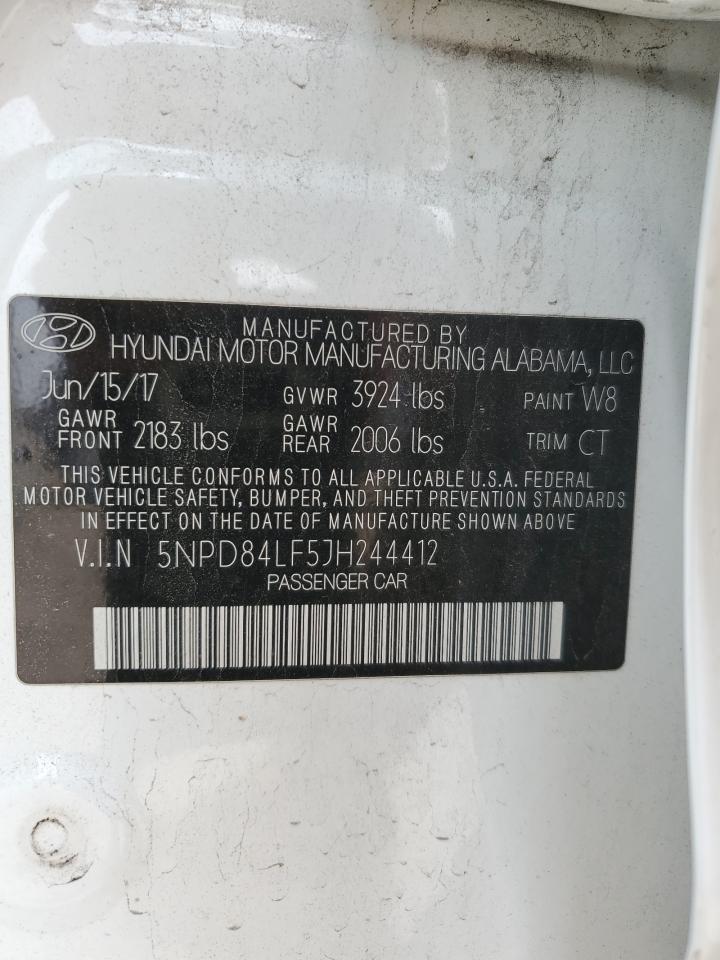 MANUFACTURED BY
HYUNDAI MOTOR MANUFACTURING ALABAMA, LLC
Jun/15/17 GVWR 3924 lbs PAINT W8
GAWR FRONT 2183 lbs GAWR REAR 2006 lbs TRIM CT
THIS VEHICLE CONFORMS TO ALL APPLICABLE U.S.A. FEDERAL
MOTOR VEHICLE SAFETY, BUMPER, AND THEFT PREVENTION STANDARDS
IN EFFECT ON THE DATE OF MANUFACTURE SHOWN ABOVE
V.I.N 5NPD84LF5JH244412
PASSENGER CAR